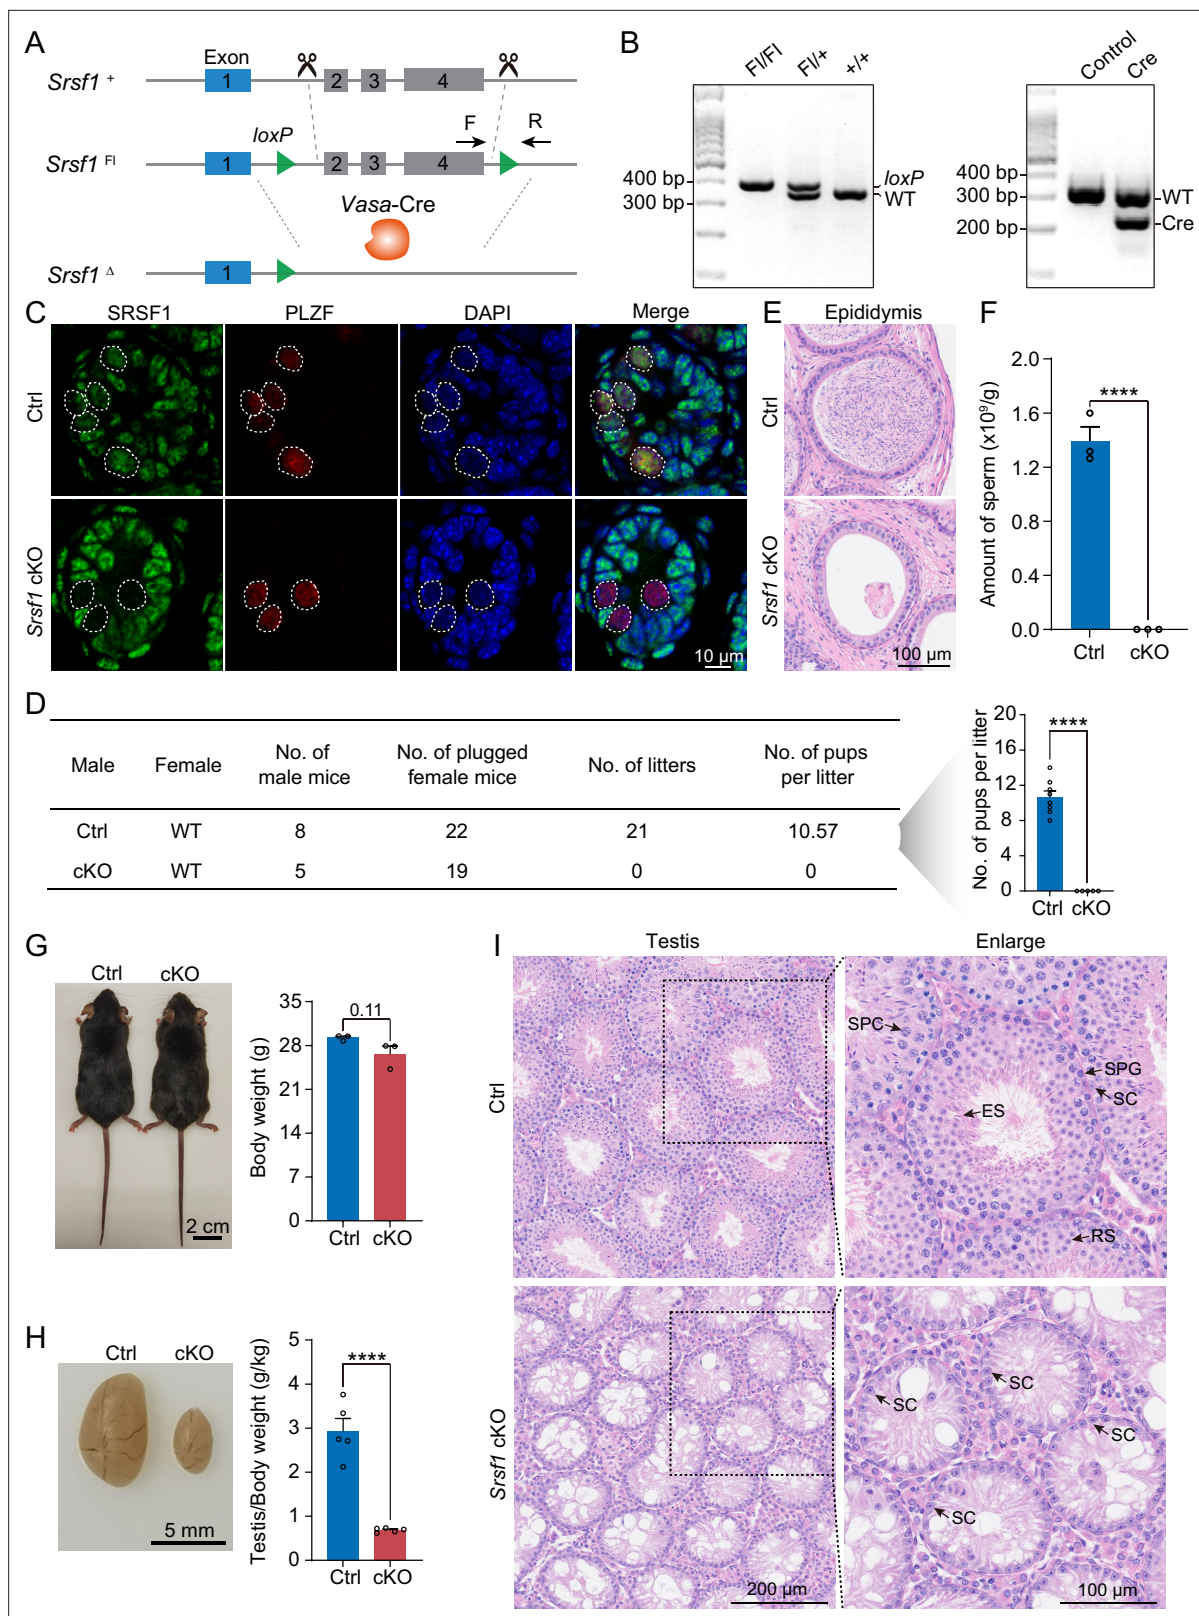 A
Exon
Srsf1 +
1
2
3
4
loxP
F
R
Srsf1 Fl
1
2
3
4
Vasa-Cre
Srsf1 Δ
1
B
Fl/Fl
Fl/+
+/+
400 bp
300 bp
loxP
WT
Control
Cre
400 bp
300 bp
200 bp
WT
Cre
C
SRSF1
PLZF
DAPI
Merge
Ctrl
Srsf1 cKO
10 µm
E
Epididymis
Ctrl
Srsf1 cKO
100 µm
F
Amount of sperm (x10⁹/g)
2.0
1.6
1.2
0.8
0.4
0.0
****
Ctrl
cKO
D
Male
Female
No. of male mice
No. of plugged female mice
No. of litters
No. of pups per litter
Ctrl WT 8 22 21 10.57
cKO WT 5 19 0 0
No. of pups per litter
20
16
12
8
4
0
****
Ctrl
cKO
G
Ctrl
cKO
2 cm
Body weight (g)
35
28
21
14
7
0
0.11
Ctrl
cKO
H
Ctrl
cKO
5 mm
Testis/Body weight (g/kg)
5
4
3
2
1
0
****
Ctrl
cKO
I
Testis
Enlarge
Ctrl
SPC
SPG
SC
ES
RS
Srsf1 cKO
SC
SC
SC
SC
200 µm
100 µm